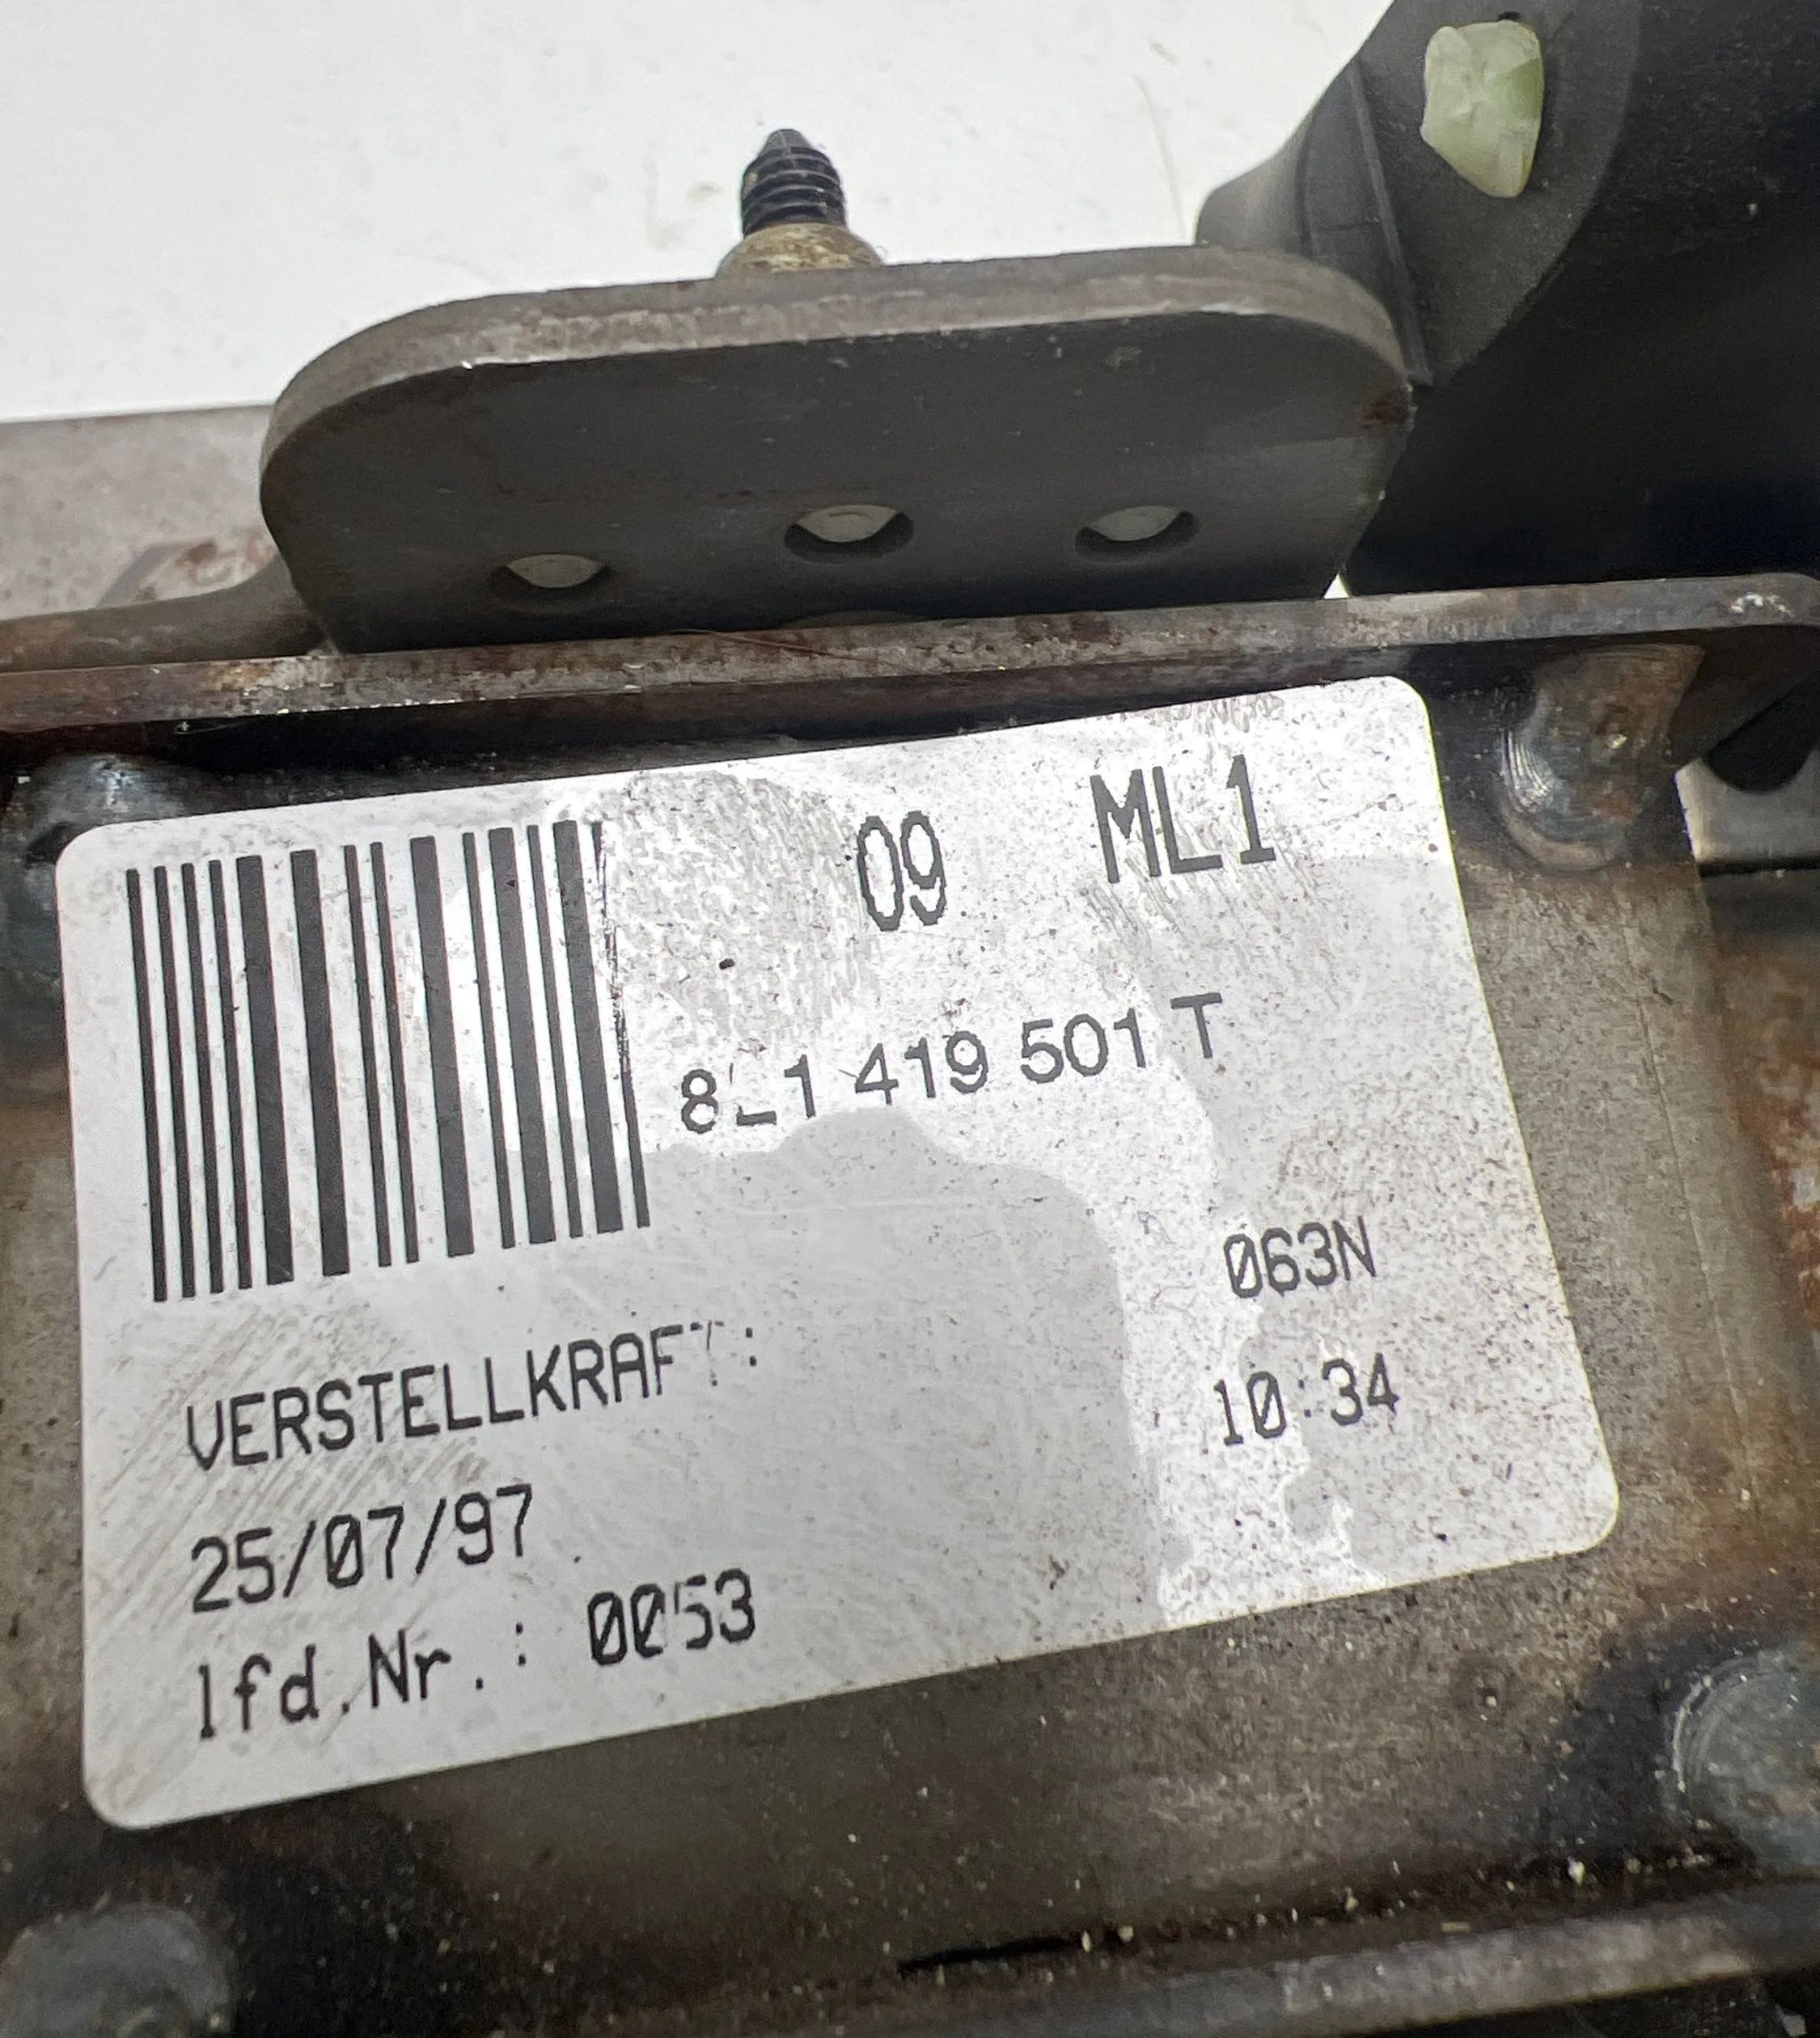 09 ML1
8L1 419 501 T
063N
VERSTELLKRAFT:
10:34
25/07/97
lfd.Nr.: 0053